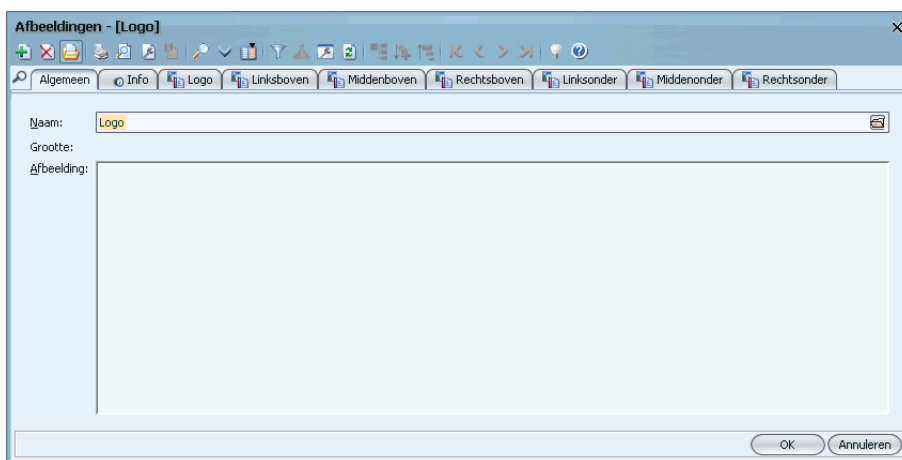 Afbeeldingen - [Logo]
Algemeen Info Logo Linksboven Middenboven Rechtsboven Linksonder Middenonder Rechtsonder
Naam: Logo
Grootte:
Afbeelding:
OK Annuleren